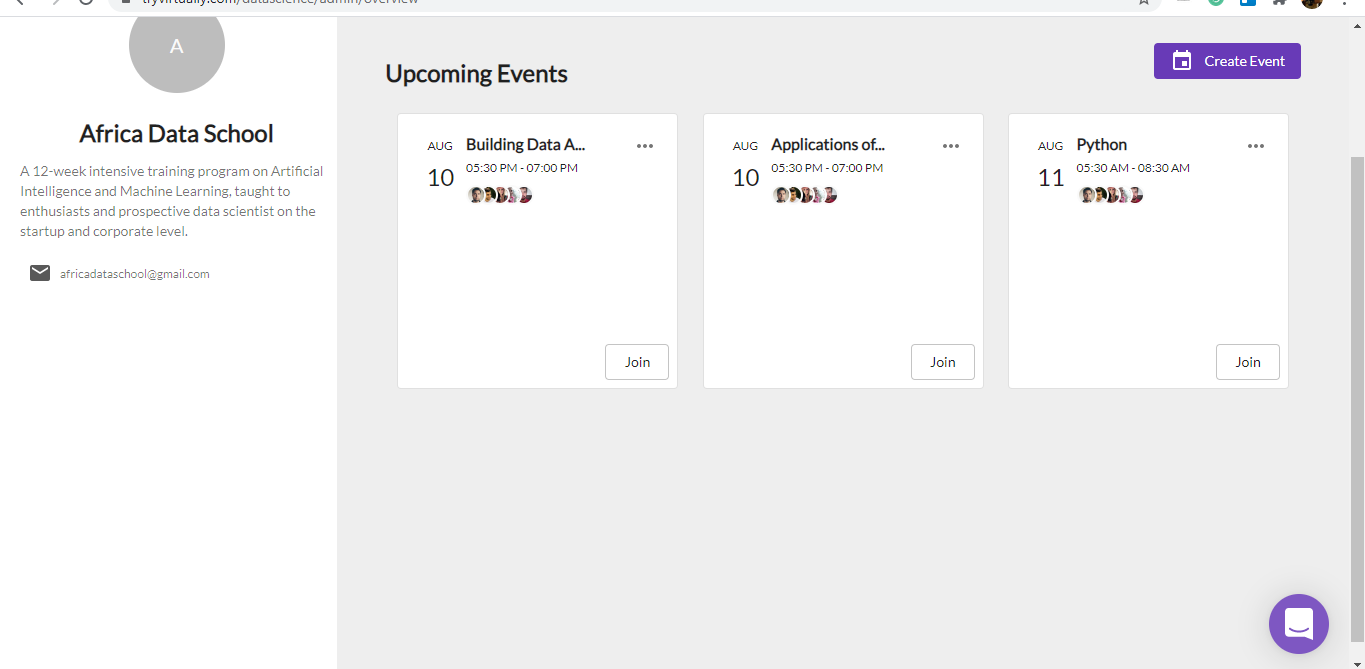 tryvirtually.com/datascience/admin/overview
A
Africa Data School
A 12-week intensive training program on Artificial
Intelligence and Machine Learning, taught to
enthusiasts and prospective data scientist on the
startup and corporate level.
africadataschool@gmail.com
Upcoming Events
Create Event
AUG
10
Building Data A...
05:30 PM - 07:00 PM
Join
AUG
10
Applications of...
05:30 PM - 07:00 PM
Join
AUG
11
Python
05:30 AM - 08:30 AM
Join